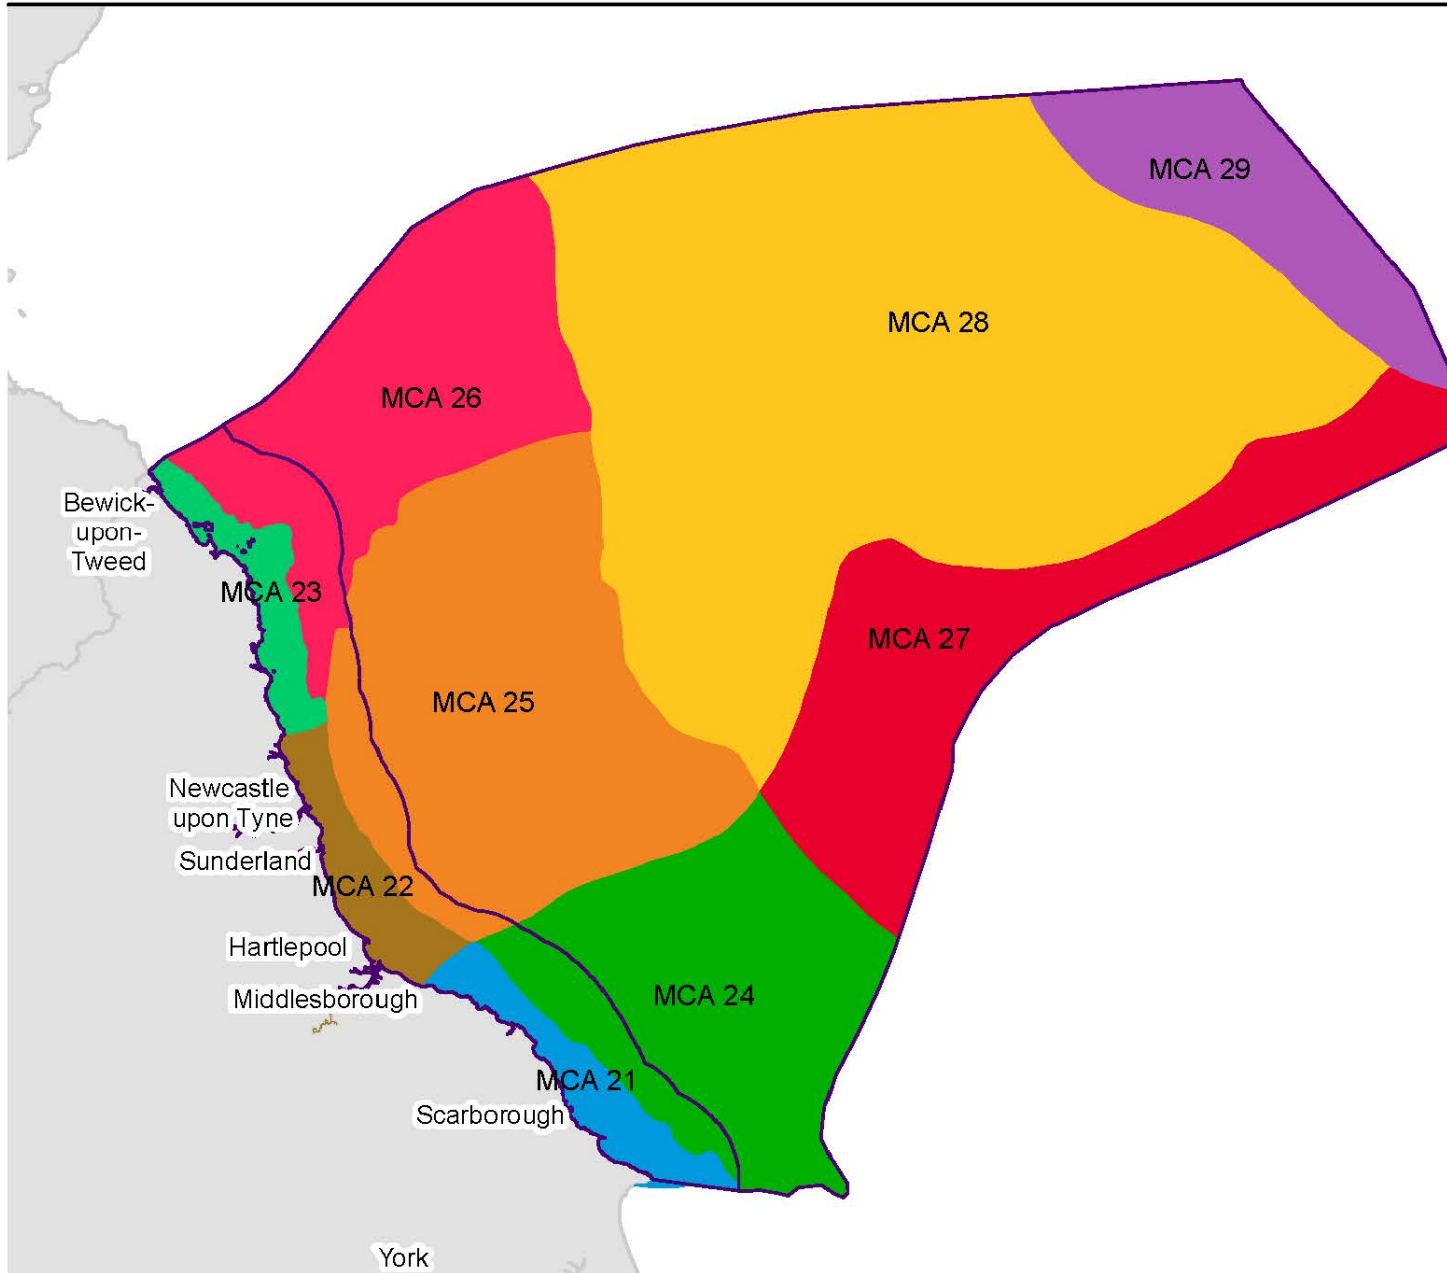 MCA 29
MCA 28
MCA 26
Bewick-
upon-
Tweed
MCA 23
MCA 27
MCA 25
Newcastle
upon Tyne
Sunderland
MCA 22
Hartlepool
Middlesborough
MCA 24
MCA 21
Scarborough
York